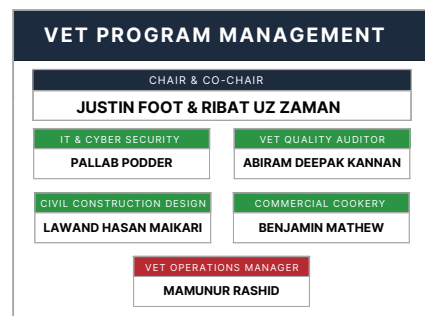 VET PROGRAM MANAGEMENT
CHAIR & CO-CHAIR
JUSTIN FOOT & RIBAT UZ ZAMAN
IT & CYBER SECURITY
PALLAB PODDER
VET QUALITY AUDITOR
ABIRAM DEEPAK KANNAN
CIVIL CONSTRUCTION DESIGN
LAWAND HASAN MAIKARI
COMMERCIAL COOKERY
BENJAMIN MATHEW
VET OPERATIONS MANAGER
MAMUNUR RASHID